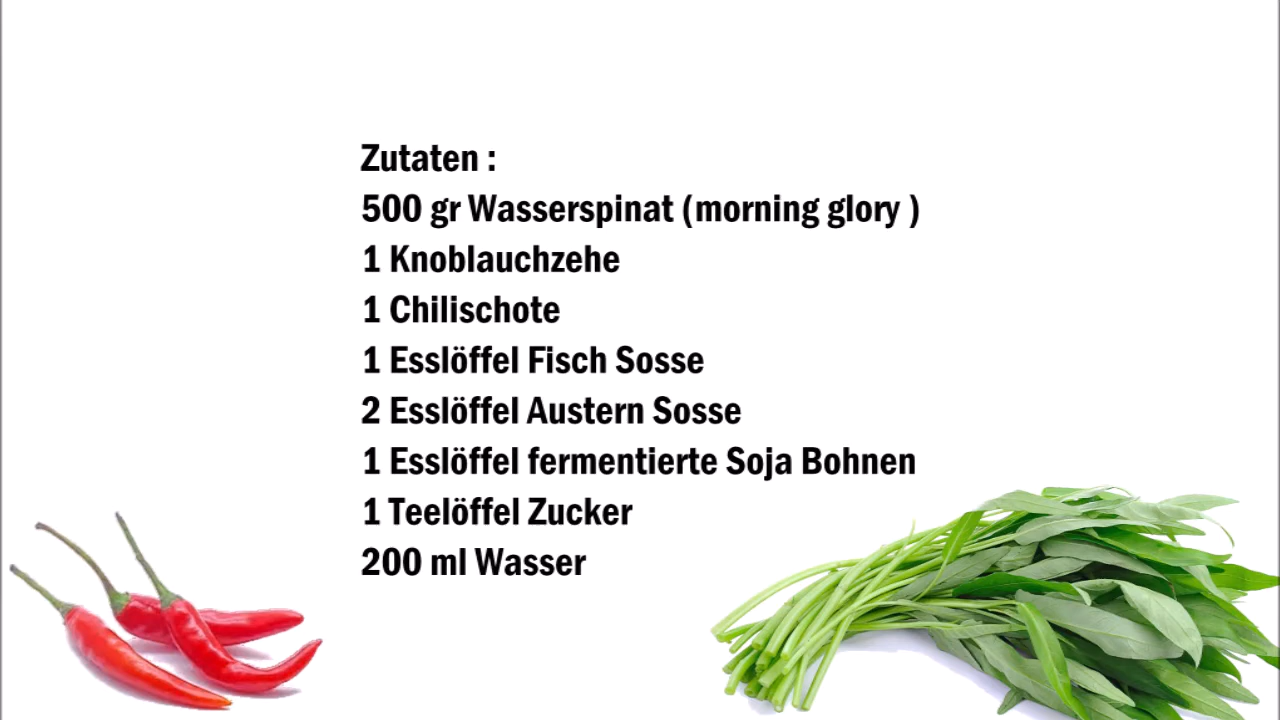 Zutaten :
500 gr Wasserspinat (morning glory )
1 Knoblauchzehe
1 Chilischote
1 Esslöffel Fisch Sosse
2 Esslöffel Austern Sosse
1 Esslöffel fermentierte Soja Bohnen
1 Teelöffel Zucker
200 ml Wasser